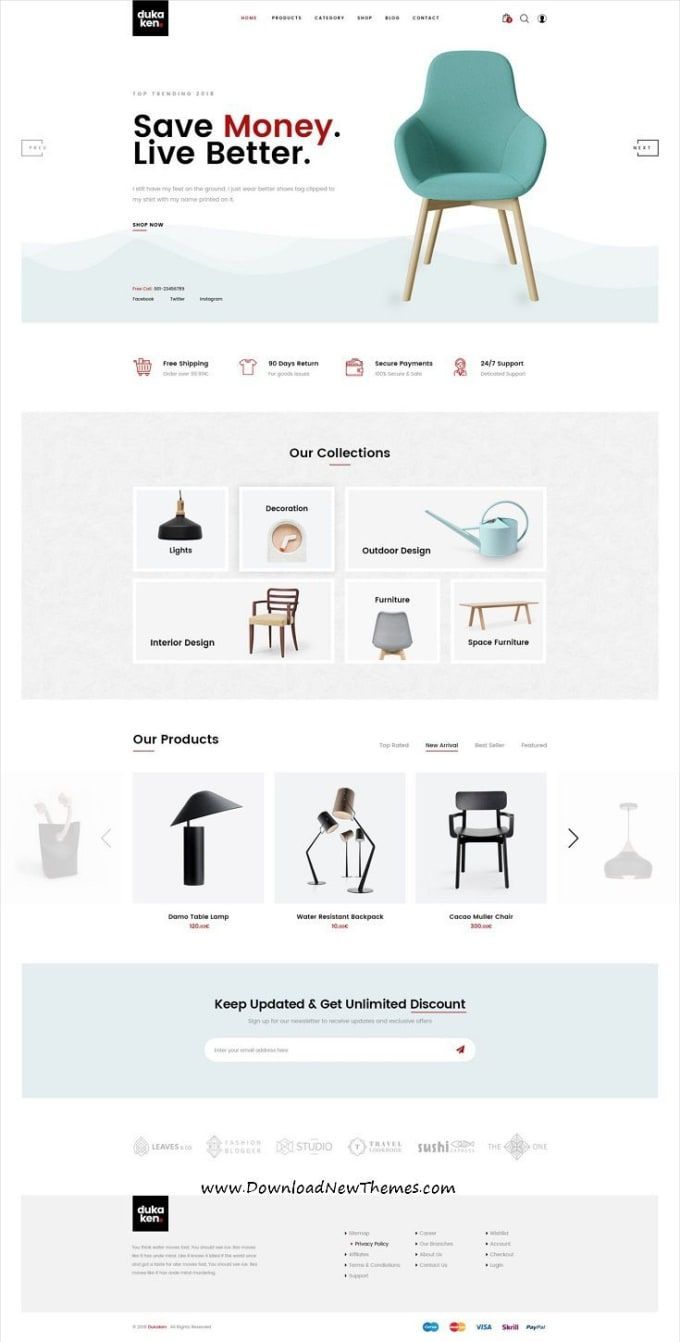 duka
ken.
HOME PRODUCTS CATEGORY SHOP BLOG CONTACT
TOP TRENDING 2018
Save Money.
Live Better.
PREV
NEXT
I still have my feet on the ground, I just wear better shoes tag clipped to
my shirt with my name printed on it.
SHOP NOW
Free Call: 001-23456789
Facebook Twitter Instagram
Free Shipping
Order over
90 Days Return
For goods issues
Secure Payments
100% Secure & Safe
24/7 Support
Dedicated Support
Our Collections
Lights
Decoration
Outdoor Design
Interior Design
Furniture
Space Furniture
Our Products
Top Rated New Arrival Best Seller Featured
Damo Table Lamp
120.00€
Water Resistant Backpack
10.00€
Cacao Muller Chair
300.00€
Keep Updated & Get Unlimited Discount
Sign up for our newsletter to receive updates and exclusive offers
Enter your email address here
LEAVES & CO
FASHION
BLOGGER
STUDIO
T
TRAVEL
LOOKBOOK
sushi
EXPRESS
THE ONE
www.DownloadNewThemes.com
duka
ken.
You think water moves fast. You should see ice. like moves
like it has onde mind. Like it knows it killed the world once
and got a taste for abc moves fast. You should see ice. like
moves like it has onde mind murdering.
Sitemap
Privacy Policy
Affiliates
Terms & Conditions
Support
Career
Our Branches
About Us
Contact Us
Wishlist
Account
Checkout
Login
© 2018 Dukaken. All Rights Reserved
VISA Skrill PayPal